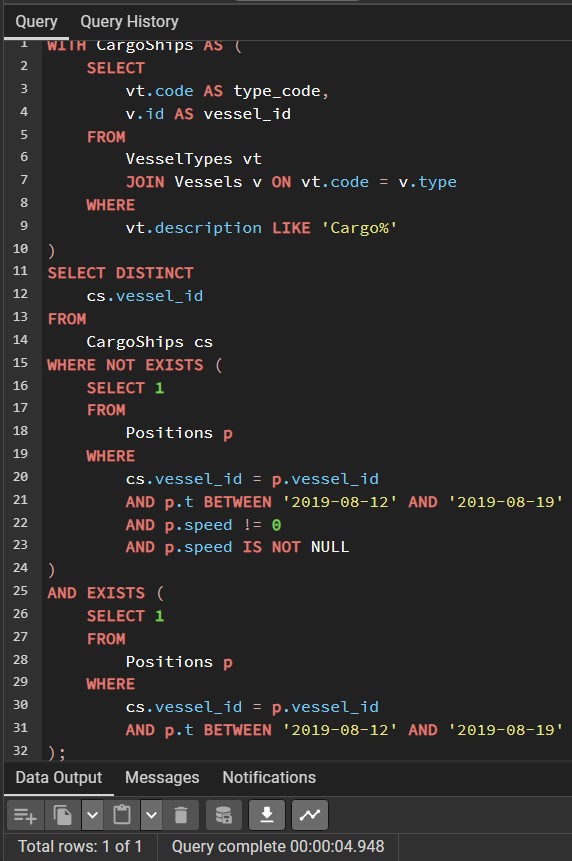 Query Query History
1 WITH CargoShips AS (
2 SELECT
3 vt.code AS type_code,
4 v.id AS vessel_id
5 FROM
6 VesselTypes vt
7 JOIN Vessels v ON vt.code = v.type
8 WHERE
9 vt.description LIKE 'Cargo%'
10 )
11 SELECT DISTINCT
12 cs.vessel_id
13 FROM
14 CargoShips cs
15 WHERE NOT EXISTS (
16 SELECT 1
17 FROM
18 Positions p
19 WHERE
20 cs.vessel_id = p.vessel_id
21 AND p.t BETWEEN '2019-08-12' AND '2019-08-19'
22 AND p.speed != 0
23 AND p.speed IS NOT NULL
24 )
25 AND EXISTS (
26 SELECT 1
27 FROM
28 Positions p
29 WHERE
30 cs.vessel_id = p.vessel_id
31 AND p.t BETWEEN '2019-08-12' AND '2019-08-19'
32 );
Data Output Messages Notifications
Total rows: 1 of 1 Query complete 00:00:04.948